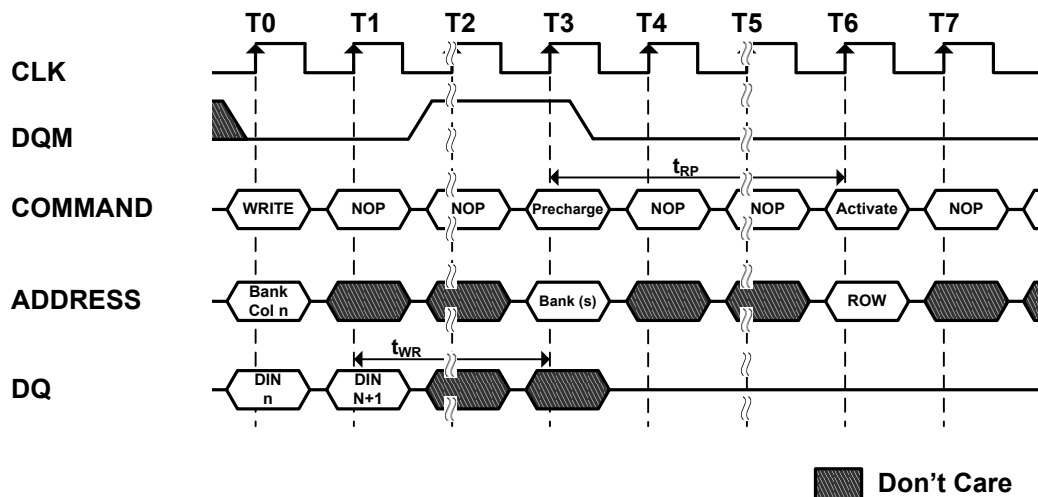 T0 T1 T2 T3 T4 T5 T6 T7
CLK
DQM
tRP
COMMAND WRITE NOP NOP Precharge NOP NOP Activate NOP
ADDRESS Bank Col n Bank (s) ROW
tWR
DQ DIN n DIN N+1
Don't Care